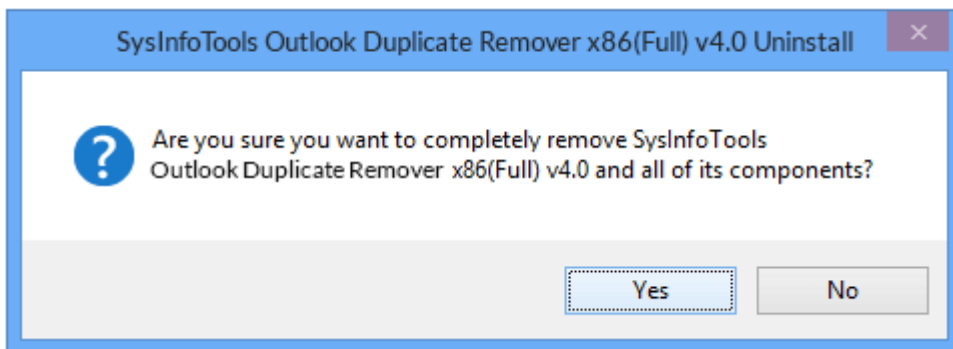 SysInfoTools Outlook Duplicate Remover x86(Full) v4.0 Uninstall
Are you sure you want to completely remove SysInfoTools
Outlook Duplicate Remover x86(Full) v4.0 and all of its components?
Yes
No